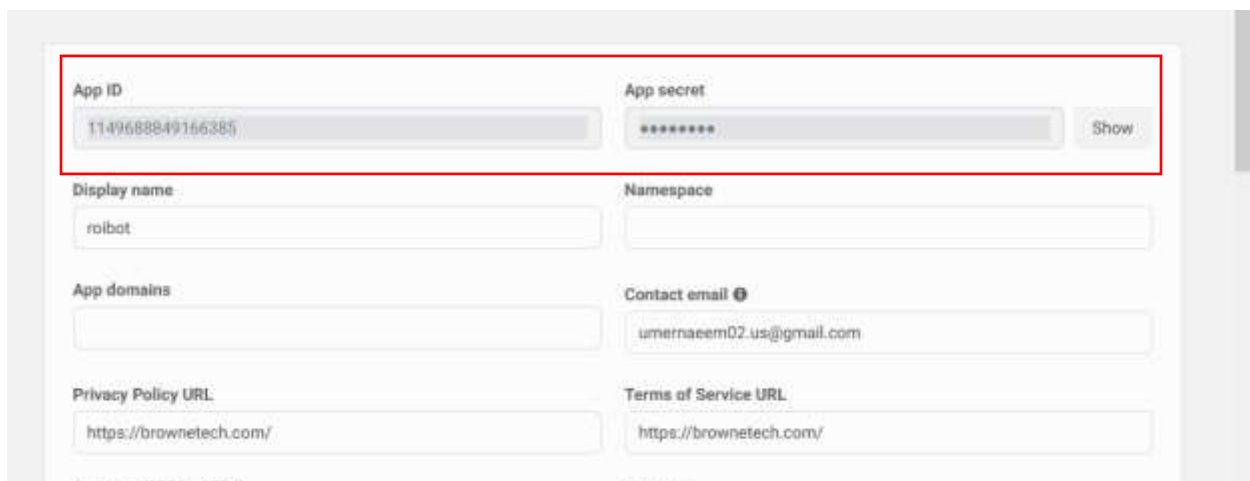 App ID
App secret
1149688849166385
••••••••
Show
Display name
Namespace
roibot
App domains
Contact email
umernaeem02.us@gmail.com
Privacy Policy URL
Terms of Service URL
https://brownetech.com/
https://brownetech.com/